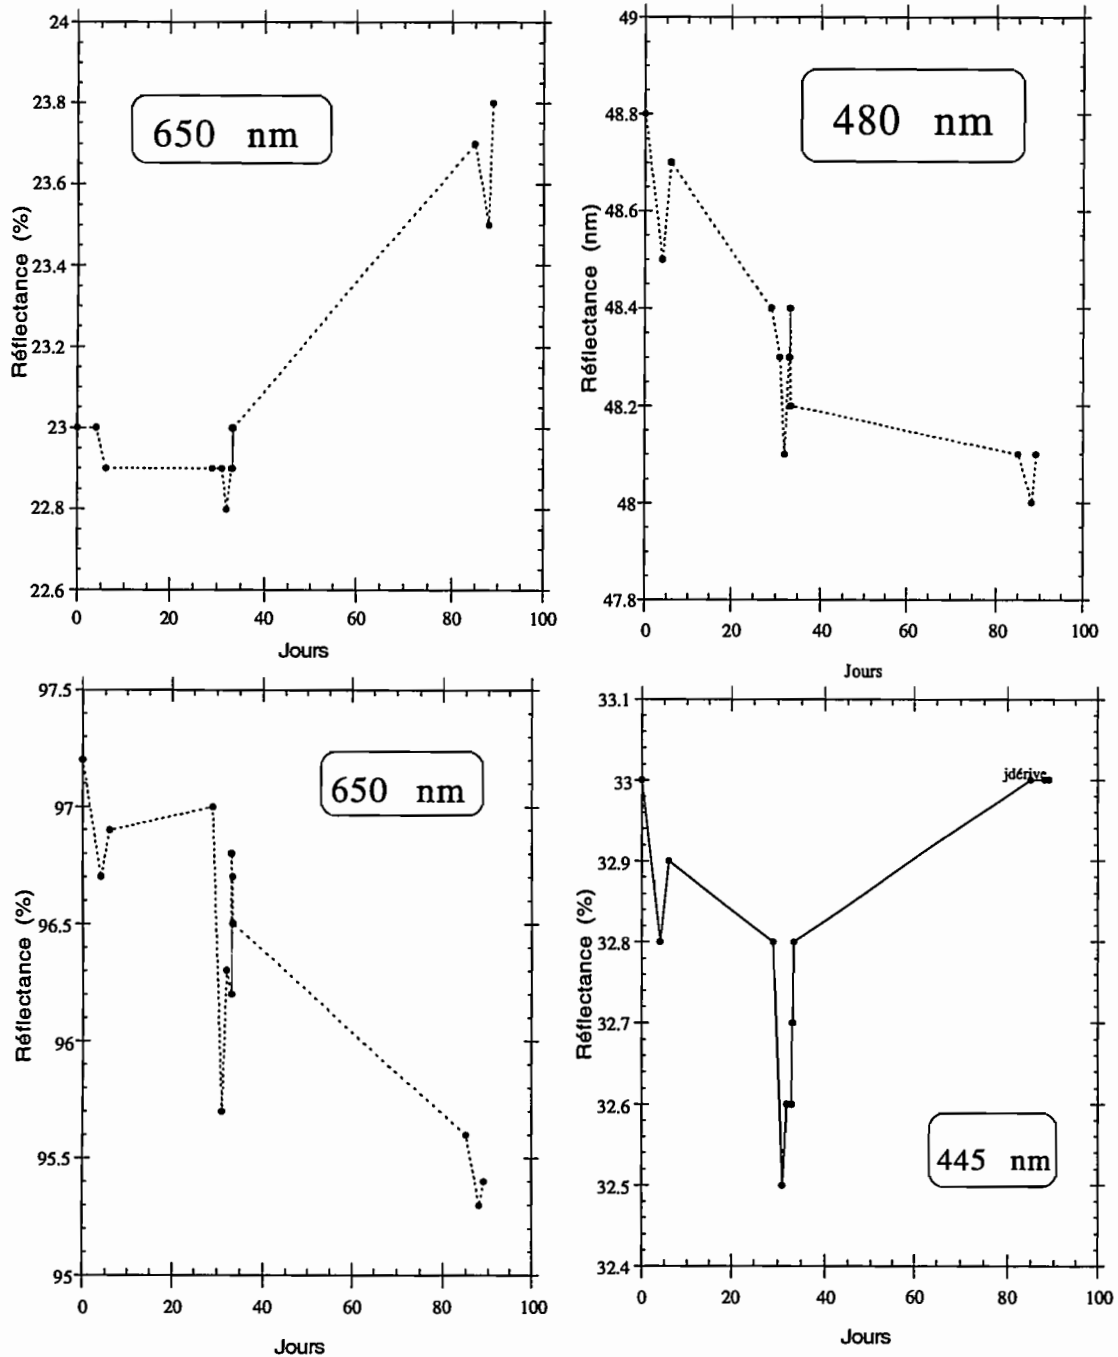 24
23.8
23.6
23.4
23.2
23
22.8
22.6
Réflectance (%)
650 nm
0 20 40 60 80 100
Jours
49
48.8
48.6
48.4
48.2
48
47.8
Réflectance (nm)
480 nm
0 20 40 60 80 100
Jours
97.5
97
96.5
96
95.5
95
Réflectance (%)
650 nm
0 20 40 60 80 100
Jours
33.1
33
32.9
32.8
32.7
32.6
32.5
32.4
Réflectance (%)
jdérive
445 nm
0 20 40 60 80 100
Jours